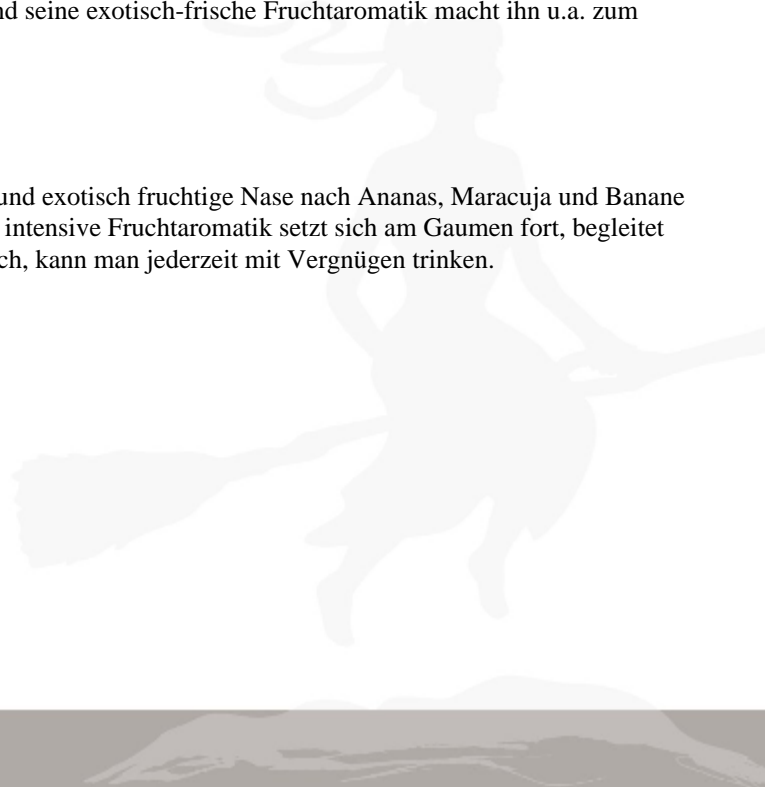 nd seine exotisch-frische Fruchtaromatik macht ihn u.a. zum
und exotisch fruchtige Nase nach Ananas, Maracuja und Banane
intensive Fruchtaromatik setzt sich am Gaumen fort, begleitet
ch, kann man jederzeit mit Vergnügen trinken.